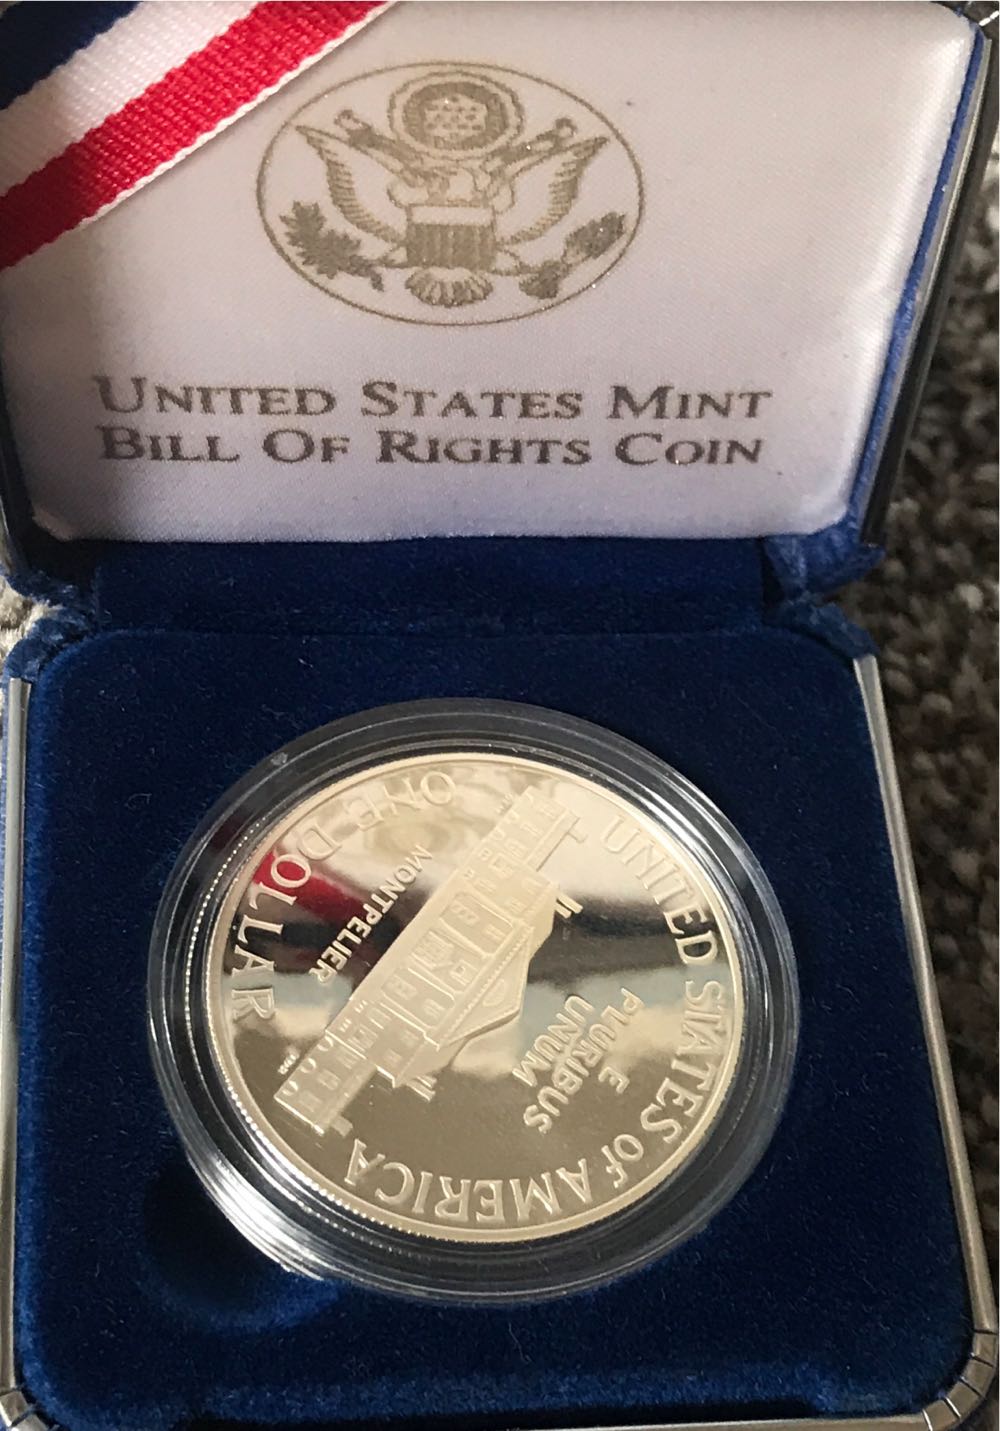 UNITED STATES MINT
BILL OF RIGHTS COIN
UNITED STATES OF AMERICA
E
PLURIBUS
UNUM
MONTPELIER
ONE DOLLAR